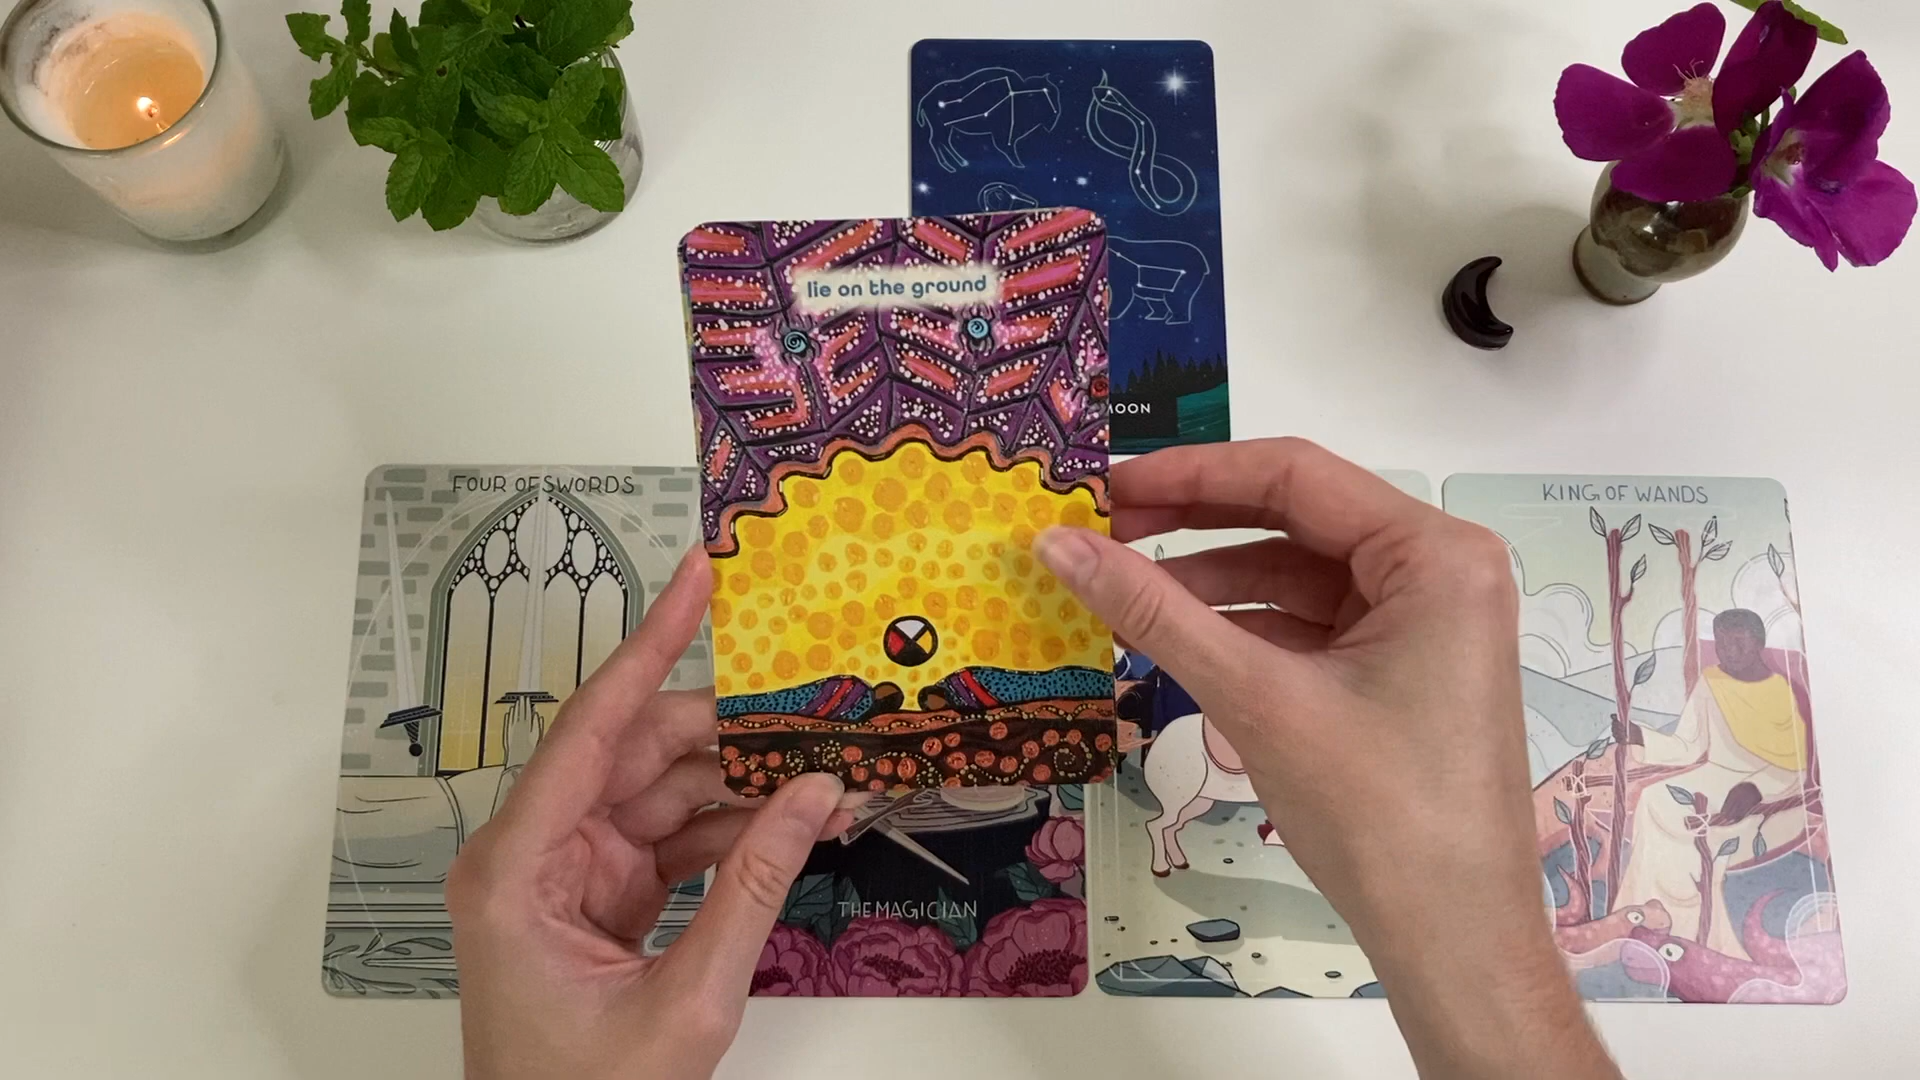 lie on the ground
MOON
FOUR OF SWORDS
KING OF WANDS
THE MAGICIAN